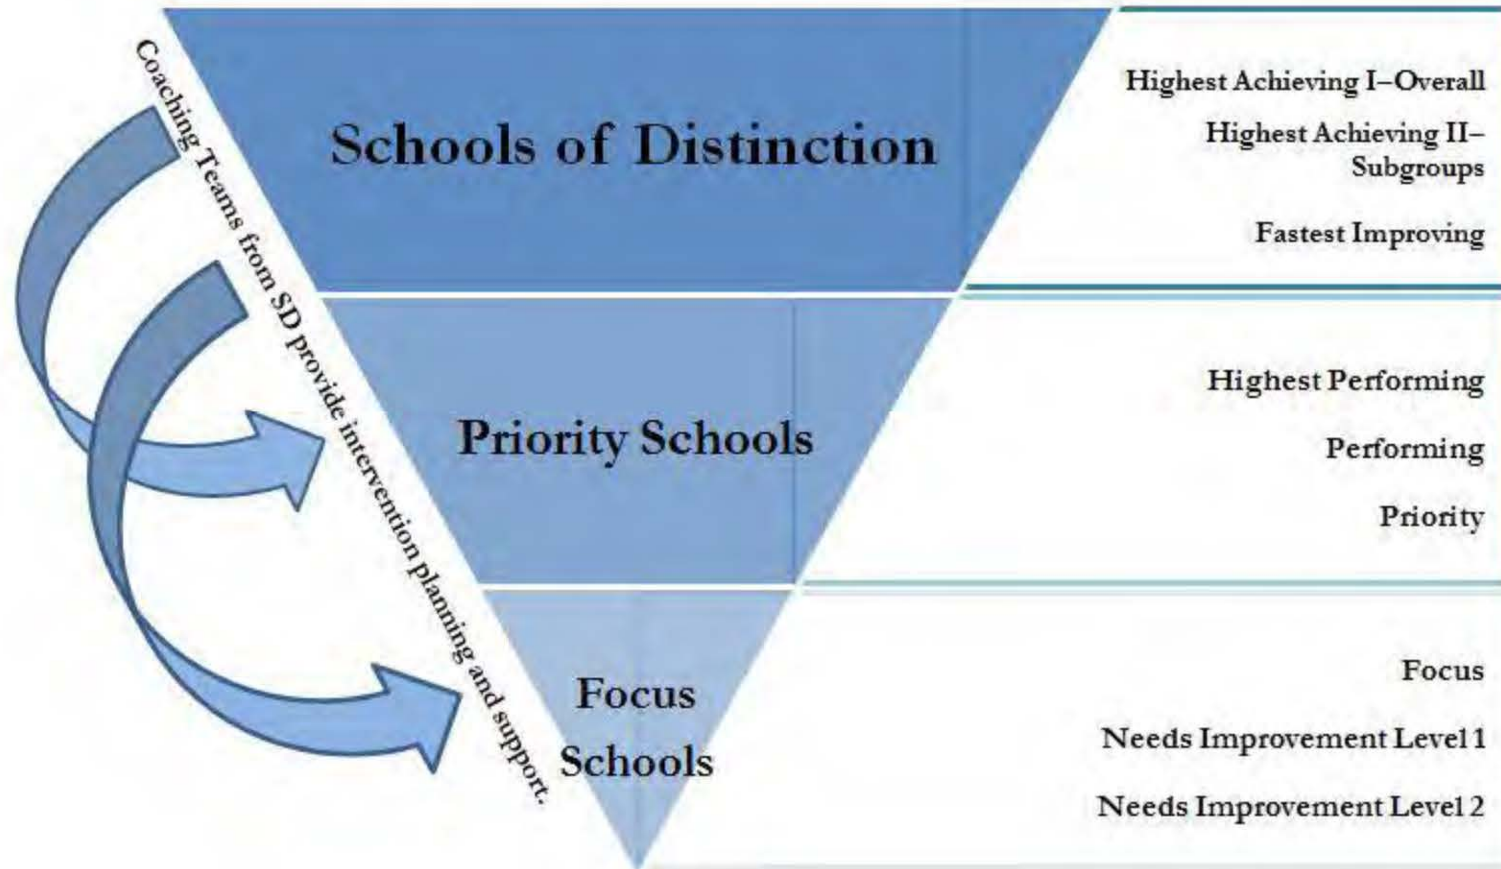 Coaching Teams from SD provide intervention planning and support.
Schools of Distinction
Highest Achieving I–Overall
Highest Achieving II–
Subgroups
Fastest Improving
Priority Schools
Highest Performing
Performing
Priority
Focus
Schools
Focus
Needs Improvement Level 1
Needs Improvement Level 2